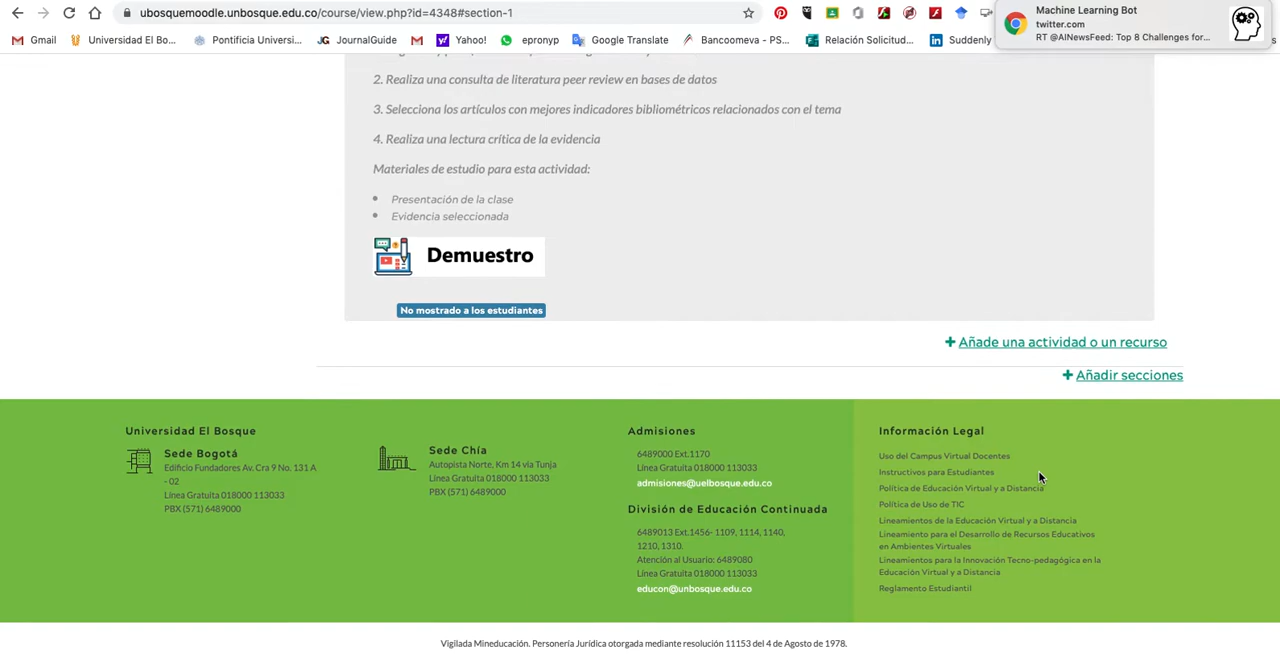 ubosquemoodle.unbosque.edu.co/course/view.php?id=4348#section-1
Machine Learning Bot
twitter.com
RT @AINewsFeed: Top 8 Challenges for...
Gmail
Universidad El Bo...
Pontificia Universi...
JournalGuide
Yahoo!
epronyp
Google Translate
Bancoomeva - PS...
Relación Solicitud...
Suddenly
2. Realiza una consulta de literatura peer review en bases de datos
3. Selecciona los artículos con mejores indicadores bibliométricos relacionados con el tema
4. Realiza una lectura crítica de la evidencia
Materiales de estudio para esta actividad:
Presentación de la clase
Evidencia seleccionada
Demuestro
No mostrado a los estudiantes
Añade una actividad o un recurso
Añadir secciones
Universidad El Bosque
Sede Bogotá
Edificio Fundadores Av. Cra 9 No. 131 A
- 02
Línea Gratuita 018000 113033
PBX (571) 6489000
Sede Chía
Autopista Norte, Km 14 vía Tunja
Línea Gratuita 018000 113033
PBX (571) 6489000
Admisiones
6489000 Ext.1170
Línea Gratuita 018000 113033
admisiones@uelbosque.edu.co
División de Educación Continuada
6489013 Ext.1456- 1109, 1114, 1140,
1210, 1310.
Atención al Usuario: 6489080
Línea Gratuita 018000 113033
educon@unbosque.edu.co
Información Legal
Uso del Campus Virtual Docentes
Instructivos para Estudiantes
Política de Educación Virtual y a Distancia
Política de Uso de TIC
Lineamientos de la Educación Virtual y a Distancia
Lineamiento para el Desarrollo de Recursos Educativos
en Ambientes Virtuales
Lineamientos para la Innovación Tecno-pedagógica en la
Educación Virtual y a Distancia
Reglamento Estudiantil
Vigilada Mineducación. Personería Jurídica otorgada mediante resolución 11153 del 4 de Agosto de 1978.